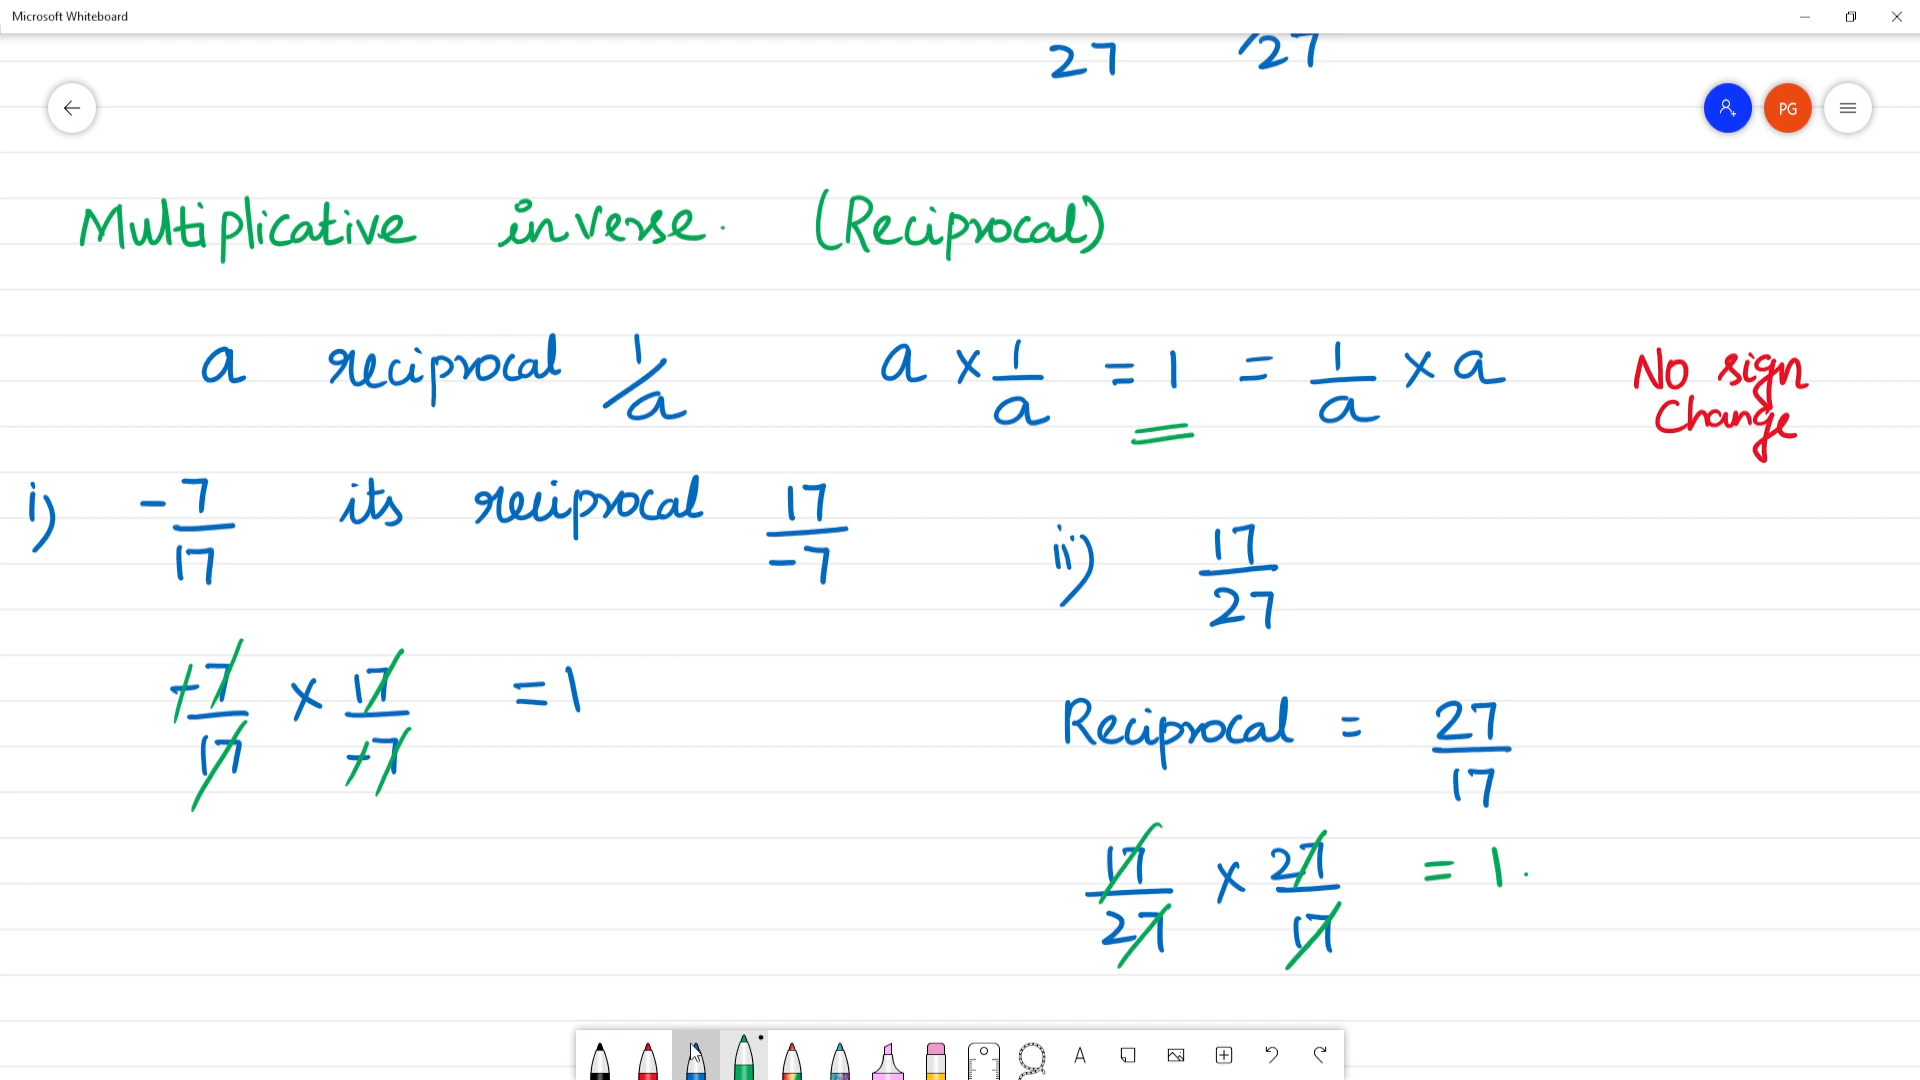 Microsoft Whiteboard
27 /27
PG
Multiplicative inverse. (Reciprocal)
a reciprocal 1/a a × 1/a = 1 = 1/a × a No sign Change
i) -7/17 its reciprocal 17/-7 ii) 17/27
-7/17 × 17/-7 = 1
Reciprocal = 27/17
17/27 × 27/17 = 1.
A